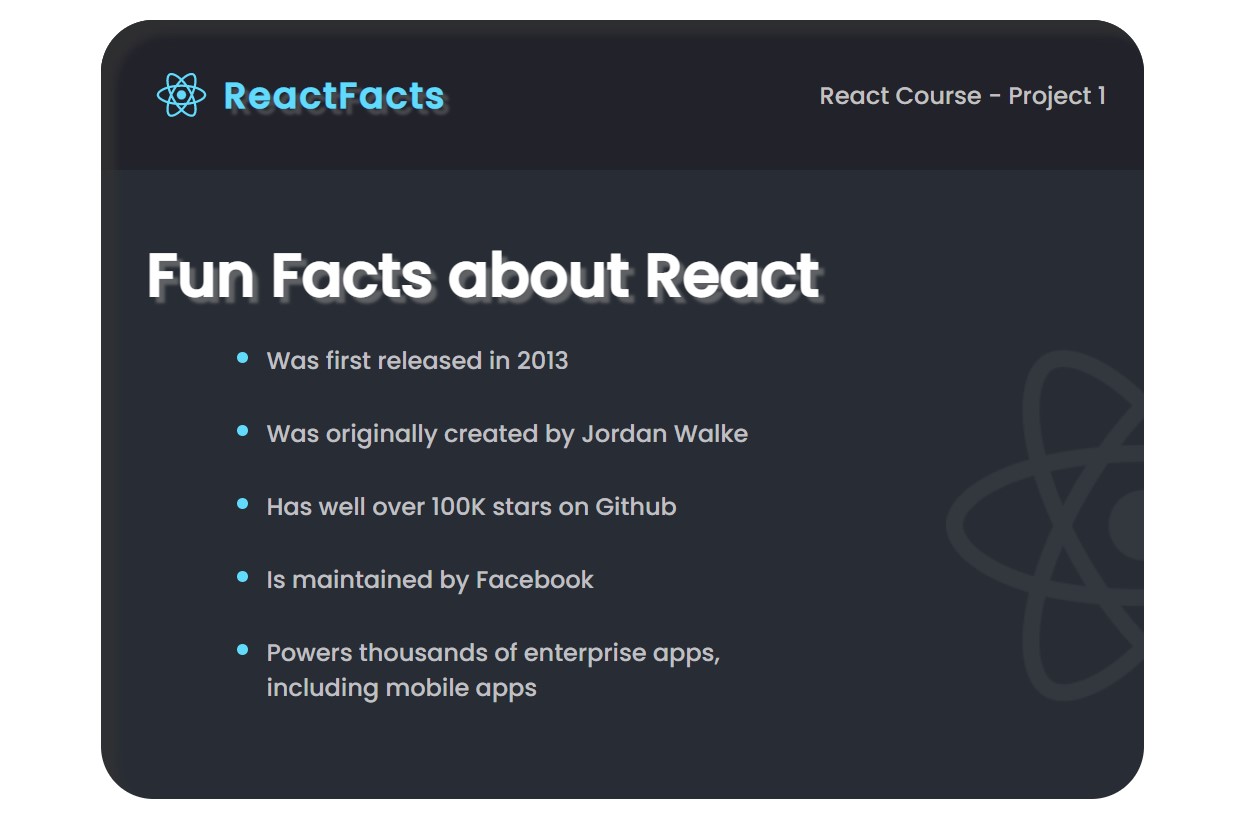 ReactFacts
React Course - Project 1
Fun Facts about React
Was first released in 2013
Was originally created by Jordan Walke
Has well over 100K stars on Github
Is maintained by Facebook
Powers thousands of enterprise apps,
including mobile apps